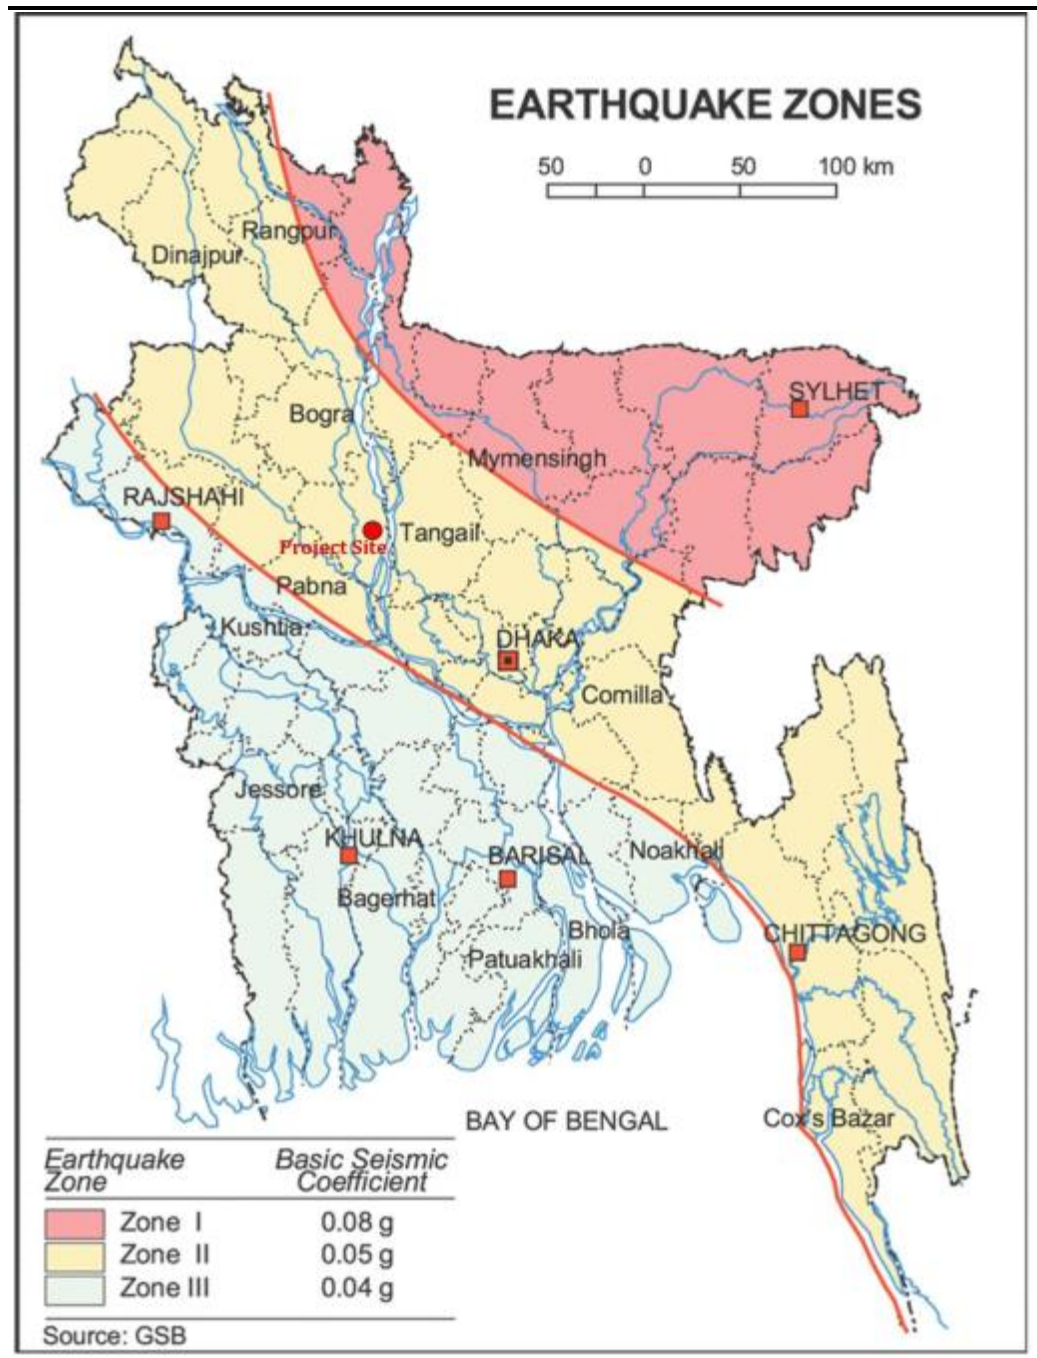 EARTHQUAKE ZONES
50 0 50 100 km
Rangpur
Dinajpur
SYLHET
Bogra
Mymensingh
RAJSHAHI
Tangail
Project Site
Pabna
Kushtia
DHAKA
Comilla
Jessore
KHULNA
BARISAL
Noakhali
Bagerhat
Bhola
CHITTAGONG
Patuakhali
Cox's Bazar
BAY OF BENGAL
Earthquake Zone
Basic Seismic Coefficient
Zone I 0.08 g
Zone II 0.05 g
Zone III 0.04 g
Source: GSB